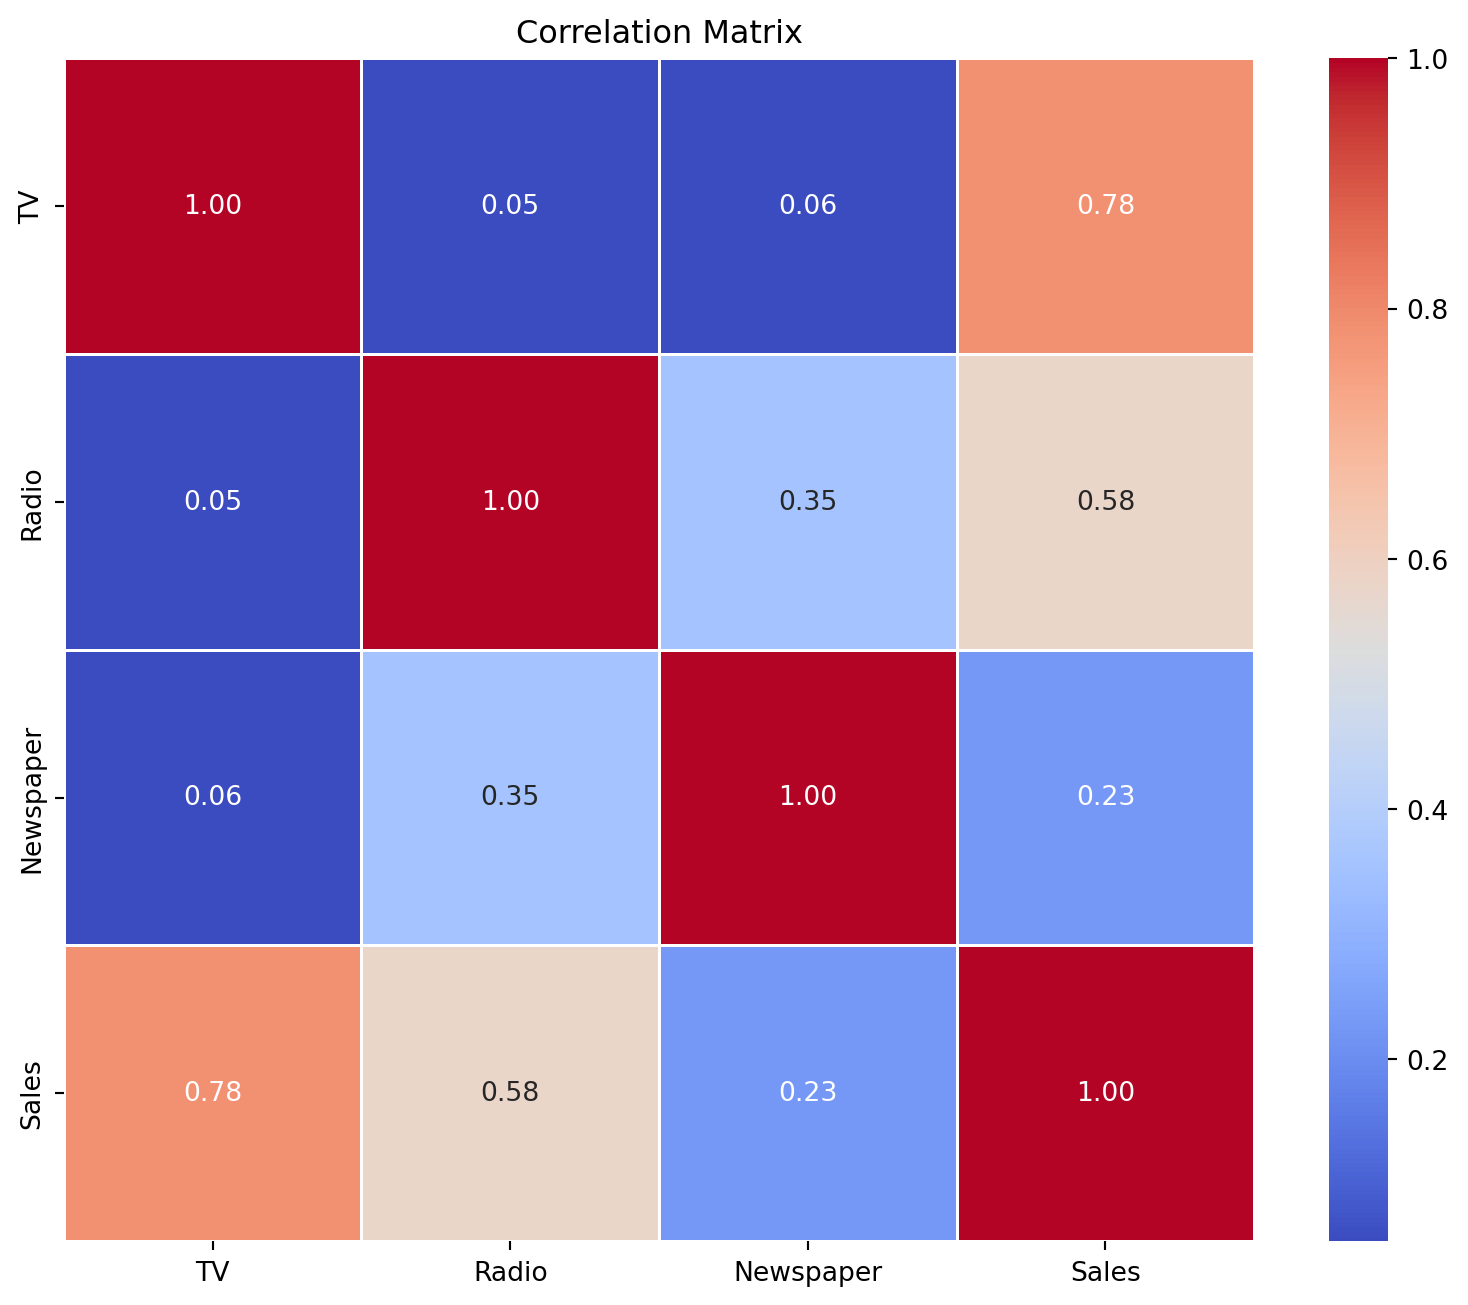 Correlation Matrix
TV 1.00 0.05 0.06 0.78
Radio 0.05 1.00 0.35 0.58
Newspaper 0.06 0.35 1.00 0.23
Sales 0.78 0.58 0.23 1.00
TV Radio Newspaper Sales
1.0
0.8
0.6
0.4
0.2